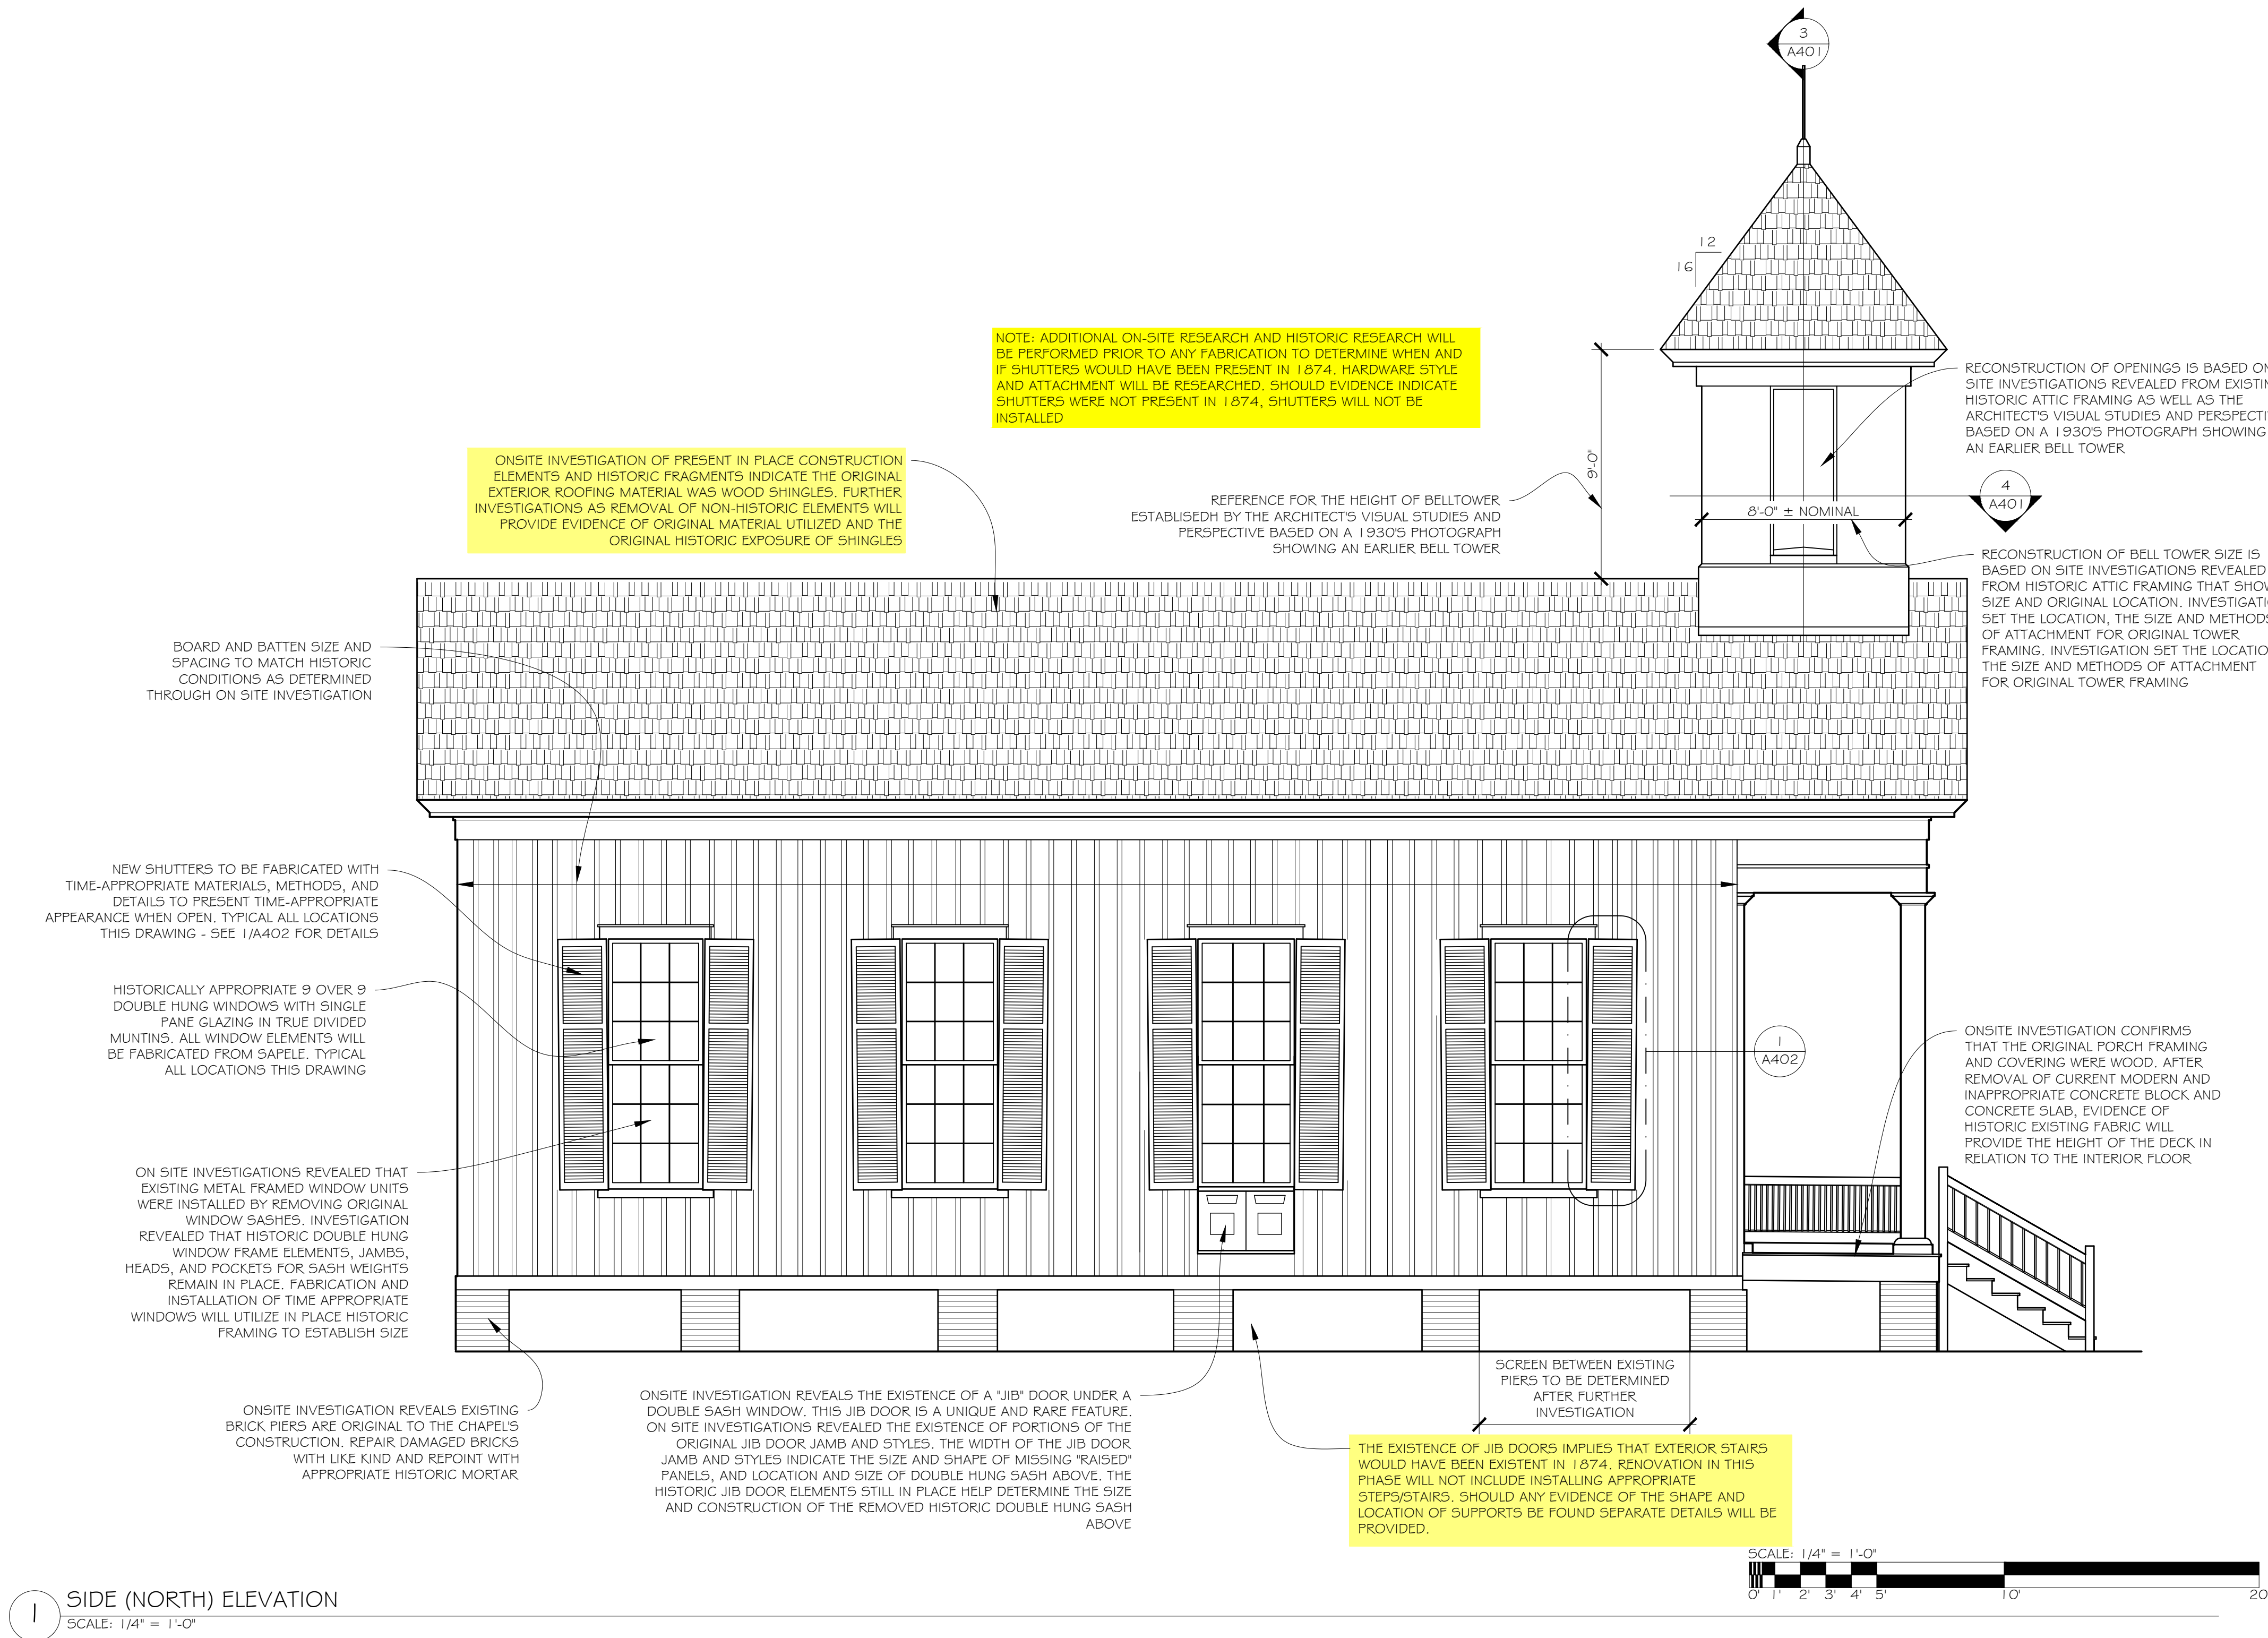 3
A401
12
16
NOTE: ADDITIONAL ON-SITE RESEARCH AND HISTORIC RESEARCH WILL
BE PERFORMED PRIOR TO ANY FABRICATION TO DETERMINE WHEN AND
IF SHUTTERS WOULD HAVE BEEN PRESENT IN 1874. HARDWARE STYLE
AND ATTACHMENT WILL BE RESEARCHED. SHOULD EVIDENCE INDICATE
SHUTTERS WERE NOT PRESENT IN 1874, SHUTTERS WILL NOT BE
INSTALLED
RECONSTRUCTION OF OPENINGS IS BASED
SITE INVESTIGATIONS REVEALED FROM
HISTORIC ATTIC FRAMING AS WELL AS THE
ARCHITECT'S VISUAL STUDIES AND
BASED ON A 1930'S PHOTOGRAPH SHOWING
AN EARLIER BELL TOWER
ONSITE INVESTIGATION OF PRESENT IN PLACE CONSTRUCTION
ELEMENTS AND HISTORIC FRAGMENTS INDICATE THE ORIGINAL
EXTERIOR ROOFING MATERIAL WAS WOOD SHINGLES. FURTHER
INVESTIGATIONS AS REMOVAL OF NON-HISTORIC ELEMENTS WILL
PROVIDE EVIDENCE OF ORIGINAL MATERIAL UTILIZED AND THE
ORIGINAL HISTORIC EXPOSURE OF SHINGLES
9'-0"
REFERENCE FOR THE HEIGHT OF BELLTOWER
ESTABLISEDH BY THE ARCHITECT'S VISUAL STUDIES AND
PERSPECTIVE BASED ON A 1930'S PHOTOGRAPH
SHOWING AN EARLIER BELL TOWER
4
A401
8'-0" ± NOMINAL
RECONSTRUCTION OF BELL TOWER SIZE IS
BASED ON SITE INVESTIGATIONS REVEALED
FROM HISTORIC ATTIC FRAMING THAT
SIZE AND ORIGINAL LOCATION.
SET THE LOCATION, THE SIZE AND
OF ATTACHMENT FOR ORIGINAL TOWER
FRAMING. INVESTIGATION SET THE
THE SIZE AND METHODS OF ATTACHMENT
FOR ORIGINAL TOWER FRAMING
BOARD AND BATTEN SIZE AND
SPACING TO MATCH HISTORIC
CONDITIONS AS DETERMINED
THROUGH ON SITE INVESTIGATION
NEW SHUTTERS TO BE FABRICATED WITH
TIME-APPROPRIATE MATERIALS, METHODS, AND
DETAILS TO PRESENT TIME-APPROPRIATE
APPEARANCE WHEN OPEN. TYPICAL ALL LOCATIONS
THIS DRAWING - SEE 1/A402 FOR DETAILS
HISTORICALLY APPROPRIATE 9 OVER 9
DOUBLE HUNG WINDOWS WITH SINGLE
PANE GLAZING IN TRUE DIVIDED
MUNTINS. ALL WINDOW ELEMENTS WILL
BE FABRICATED FROM SAPELE. TYPICAL
ALL LOCATIONS THIS DRAWING
1
A402
ONSITE INVESTIGATION CONFIRMS
THAT THE ORIGINAL PORCH FRAMING
AND COVERING WERE WOOD. AFTER
REMOVAL OF CURRENT MODERN AND
INAPPROPRIATE CONCRETE BLOCK AND
CONCRETE SLAB, EVIDENCE OF
HISTORIC EXISTING FABRIC WILL
PROVIDE THE HEIGHT OF THE DECK IN
RELATION TO THE INTERIOR FLOOR
ON SITE INVESTIGATIONS REVEALED THAT
EXISTING METAL FRAMED WINDOW UNITS
WERE INSTALLED BY REMOVING ORIGINAL
WINDOW SASHES. INVESTIGATION
REVEALED THAT HISTORIC DOUBLE HUNG
WINDOW FRAME ELEMENTS, JAMBS,
HEADS, AND POCKETS FOR SASH WEIGHTS
REMAIN IN PLACE. FABRICATION AND
INSTALLATION OF TIME APPROPRIATE
WINDOWS WILL UTILIZE IN PLACE HISTORIC
FRAMING TO ESTABLISH SIZE
ONSITE INVESTIGATION REVEALS EXISTING
BRICK PIERS ARE ORIGINAL TO THE CHAPEL'S
CONSTRUCTION. REPAIR DAMAGED BRICKS
WITH LIKE KIND AND REPOINT WITH
APPROPRIATE HISTORIC MORTAR
ONSITE INVESTIGATION REVEALS THE EXISTENCE OF A "JIB" DOOR UNDER A
DOUBLE SASH WINDOW. THIS JIB DOOR IS A UNIQUE AND RARE FEATURE.
ON SITE INVESTIGATIONS REVEALED THE EXISTENCE OF PORTIONS OF THE
ORIGINAL JIB DOOR JAMB AND STYLES. THE WIDTH OF THE JIB DOOR
JAMB AND STYLES INDICATE THE SIZE AND SHAPE OF MISSING "RAISED"
PANELS, AND LOCATION AND SIZE OF DOUBLE HUNG SASH ABOVE. THE
HISTORIC JIB DOOR ELEMENTS STILL IN PLACE HELP DETERMINE THE SIZE
AND CONSTRUCTION OF THE REMOVED HISTORIC DOUBLE HUNG SASH
ABOVE
SCREEN BETWEEN EXISTING
PIERS TO BE DETERMINED
AFTER FURTHER
INVESTIGATION
THE EXISTENCE OF JIB DOORS IMPLIES THAT EXTERIOR STAIRS
WOULD HAVE BEEN EXISTENT IN 1874. RENOVATION IN THIS
PHASE WILL NOT INCLUDE INSTALLING APPROPRIATE
STEPS/STAIRS. SHOULD ANY EVIDENCE OF THE SHAPE AND
LOCATION OF SUPPORTS BE FOUND SEPARATE DETAILS WILL BE
PROVIDED.
SCALE: 1/4" = 1'-0"
0' 1' 2' 3' 4' 5' 10' 20
1
SIDE (NORTH) ELEVATION
SCALE: 1/4" = 1'-0"